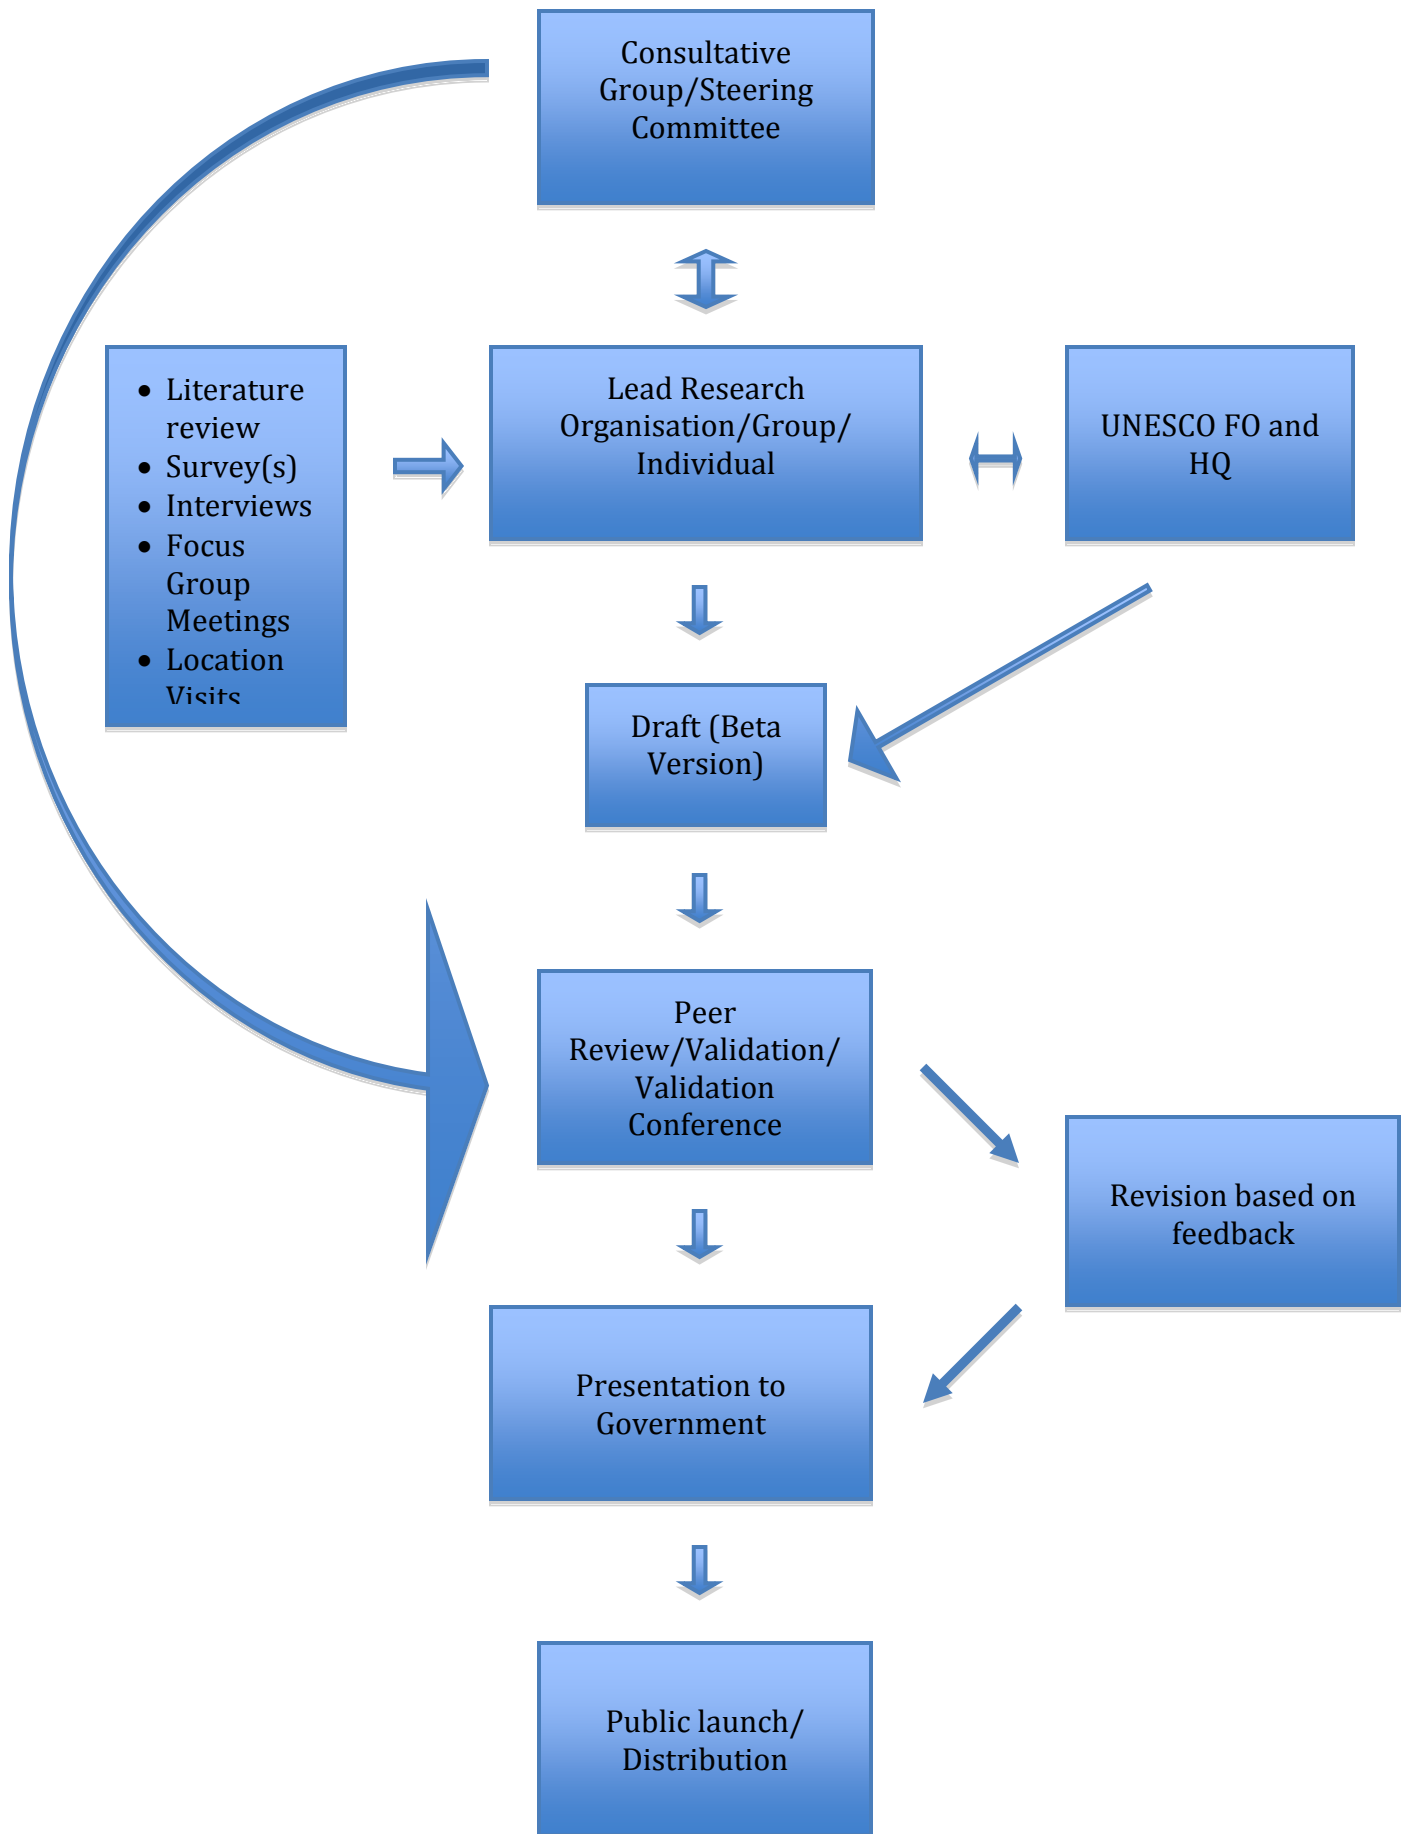 Consultative
Group/Steering
Committee
• Literature
review
• Survey(s)
• Interviews
• Focus
Group
Meetings
• Location
Visits
Lead Research
Organisation/Group/
Individual
UNESCO FO and
HQ
Draft (Beta
Version)
Peer
Review/Validation/
Validation
Conference
Revision based on
feedback
Presentation to
Government
Public launch/
Distribution